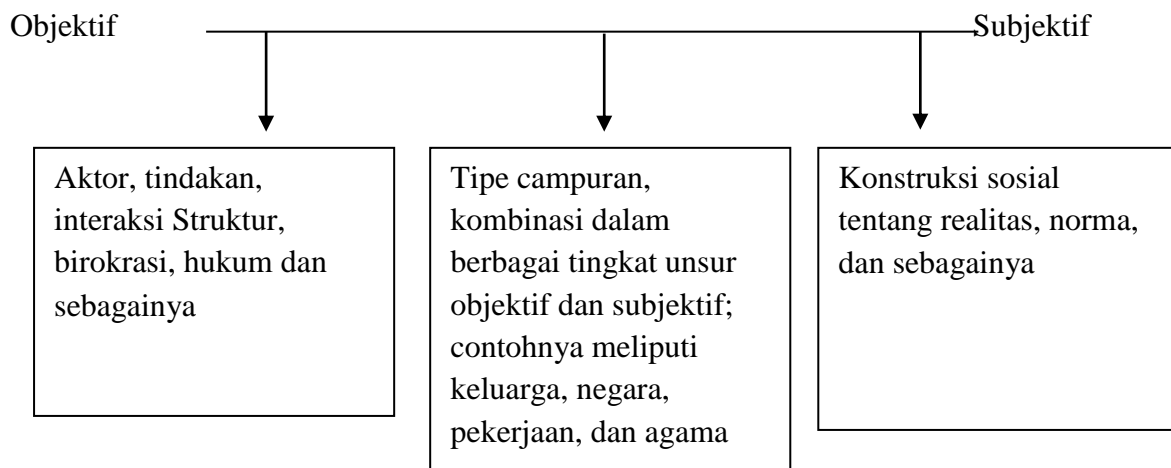 Objektif
Subjektif
Aktor, tindakan,
interaksi Struktur,
birokrasi, hukum dan
sebagainya
Tipe campuran,
kombinasi dalam
berbagai tingkat unsur
objektif dan subjektif;
contohnya meliputi
keluarga, negara,
pekerjaan, dan agama
Konstruksi sosial
tentang realitas, norma,
dan sebagainya